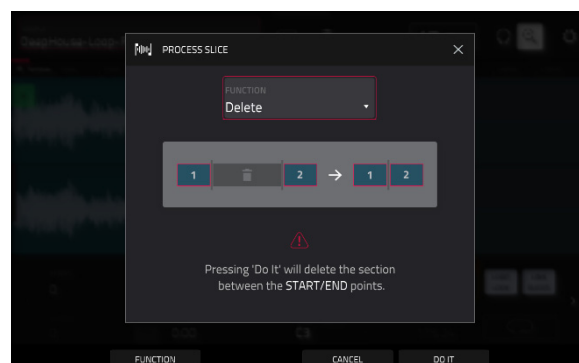 PROCESS SLICE
FUNCTION
Delete
1 2 1 2
Pressing 'Do It' will delete the section
between the START/END points.
FUNCTION CANCEL DO IT